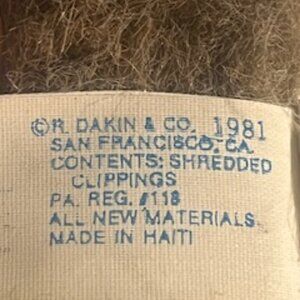 ©R. DAKIN & CO. 1981
SAN FRANCISCO, CA.
CONTENTS: SHREDDED
CLIPPINGS
PA. REG. #118
ALL NEW MATERIALS
MADE IN HAITI